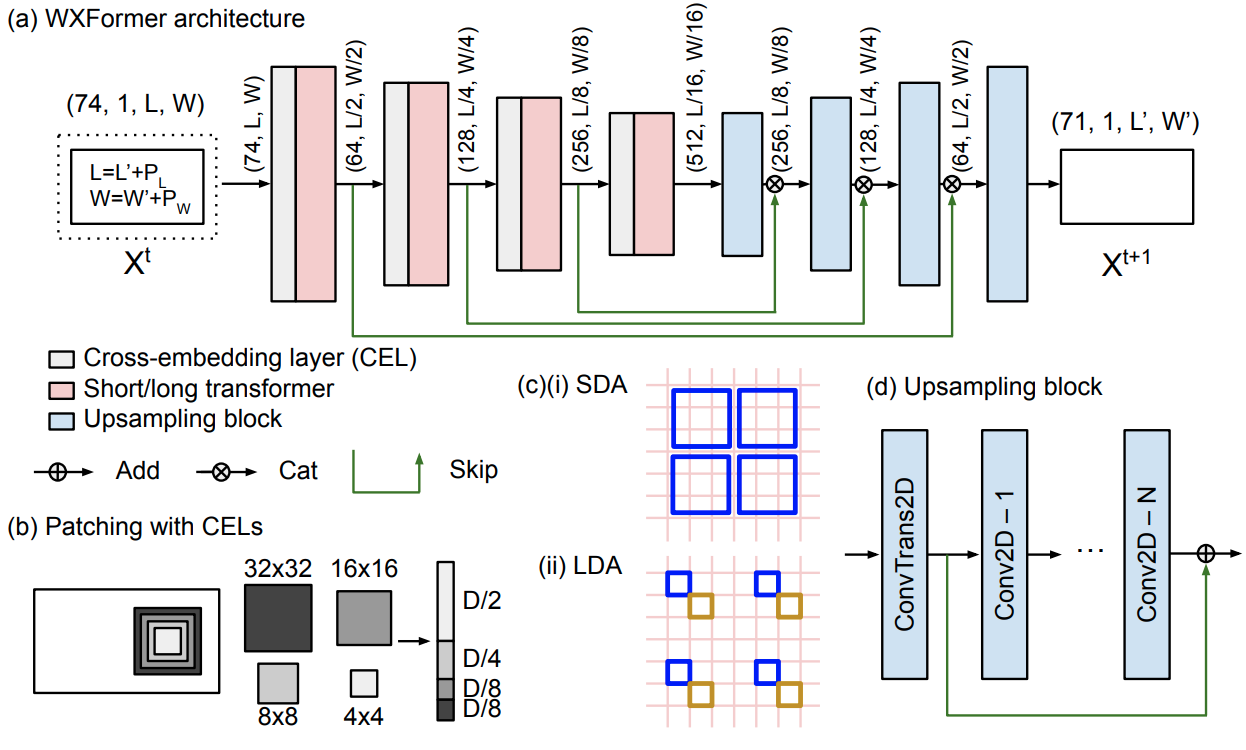 (a) WXFormer architecture
(74, 1, L, W)
L=L'+P_L
W=W'+P_W
X^t
(74, L, W)
(64, L/2, W/2)
(128, L/4, W/4)
(256, L/8, W/8)
(512, L/16, W/16)
(256, L/8, W/8)
(128, L/4, W/4)
(64, L/2, W/2)
(71, 1, L', W')
X^t+1
Cross-embedding layer (CEL)
Short/long transformer
Upsampling block
Add
Cat
Skip
(b) Patching with CELs
32x32
16x16
8x8
4x4
D/2
D/4
D/8
D/8
(c)(i) SDA
(ii) LDA
(d) Upsampling block
ConvTrans2D
Conv2D – 1
...
Conv2D – N